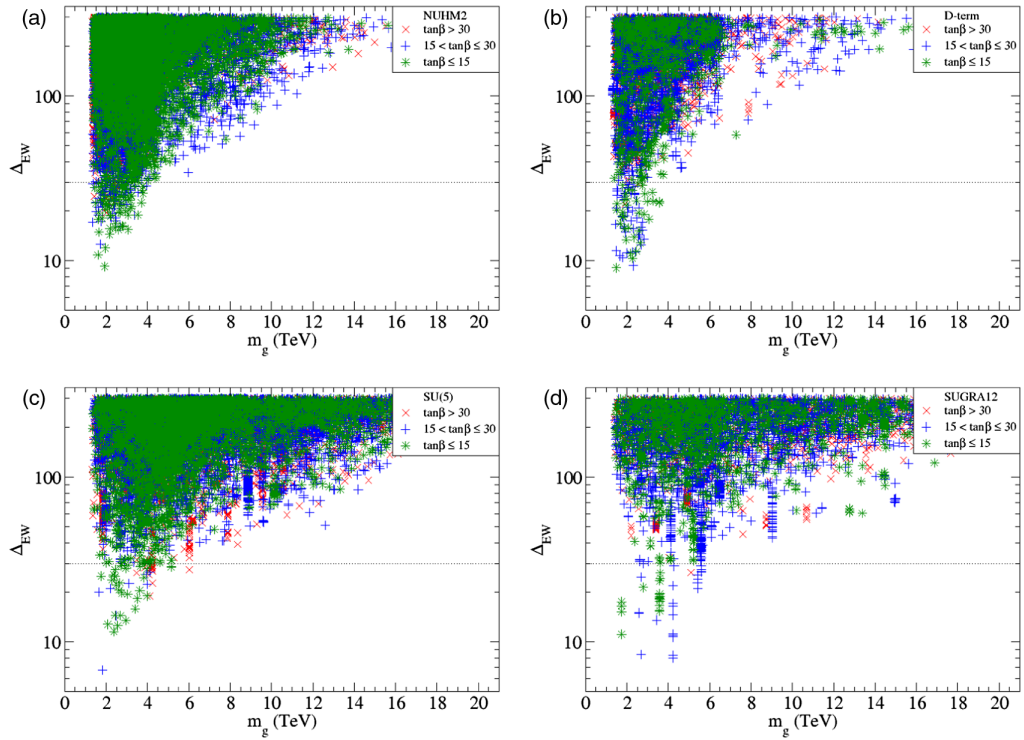 (a)
NUHM2
tanβ > 30
15 < tanβ ≤ 30
tanβ ≤ 15
100
10
Δ_EW
0 2 4 6 8 10 12 14 16 18 20
m_g (TeV)
(b)
D-term
tanβ > 30
15 < tanβ ≤ 30
tanβ ≤ 15
100
10
Δ_EW
0 2 4 6 8 10 12 14 16 18 20
m_g (TeV)
(c)
SU(5)
tanβ > 30
15 < tanβ ≤ 30
tanβ ≤ 15
100
10
Δ_EW
0 2 4 6 8 10 12 14 16 18 20
m_g (TeV)
(d)
SUGRA12
tanβ > 30
15 < tanβ ≤ 30
tanβ ≤ 15
100
10
Δ_EW
0 2 4 6 8 10 12 14 16 18 20
m_g (TeV)